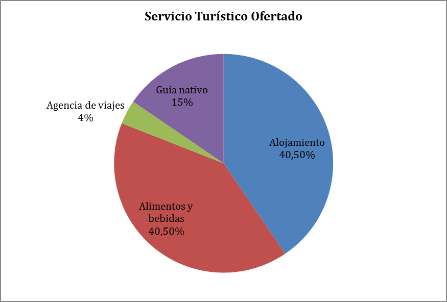 Servicio Turístico Ofertado
Guía nativo
15%
Agencia de viajes
4%
Alojamiento
40,50%
Alimentos y
bebidas
40,50%